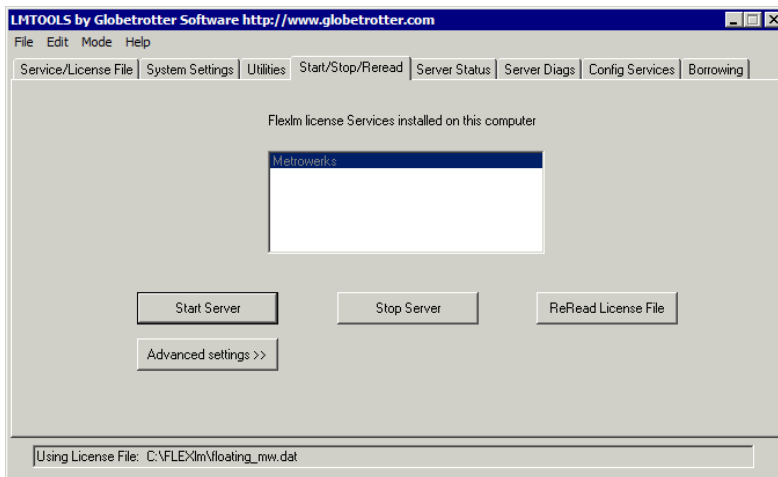 LMTOOLS by Globetrotter Software http://www.globetrotter.com
File Edit Mode Help
Service/License File System Settings Utilities Start/Stop/Reread Server Status Server Diags Config Services Borrowing
Flexlm license Services installed on this computer
Metrowerks
Start Server Stop Server ReRead License File
Advanced settings >>
Using License File: C:\FLEXlm\floating_mw.dat